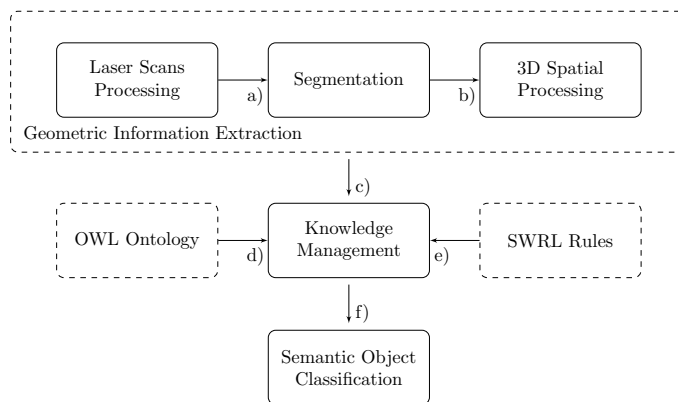 Laser Scans
Processing
a)
Segmentation
b)
3D Spatial
Processing
Geometric Information Extraction
c)
OWL Ontology
d)
Knowledge
Management
e)
SWRL Rules
f)
Semantic Object
Classification